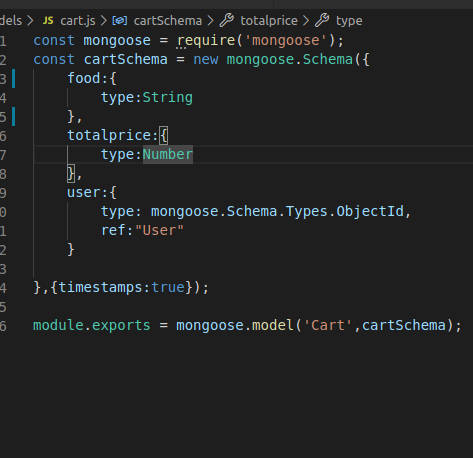 dels > JS cart.js > cartSchema > totalprice > type
1 const mongoose = require('mongoose');
2 const cartSchema = new mongoose.Schema({
3 food:{
4 type:String
5 },
6 totalprice:{
7 type:Number
8 },
9 user:{
0 type: mongoose.Schema.Types.ObjectId,
1 ref:"User"
2 }
3
4 },{timestamps:true});
5
6 module.exports = mongoose.model('Cart',cartSchema);